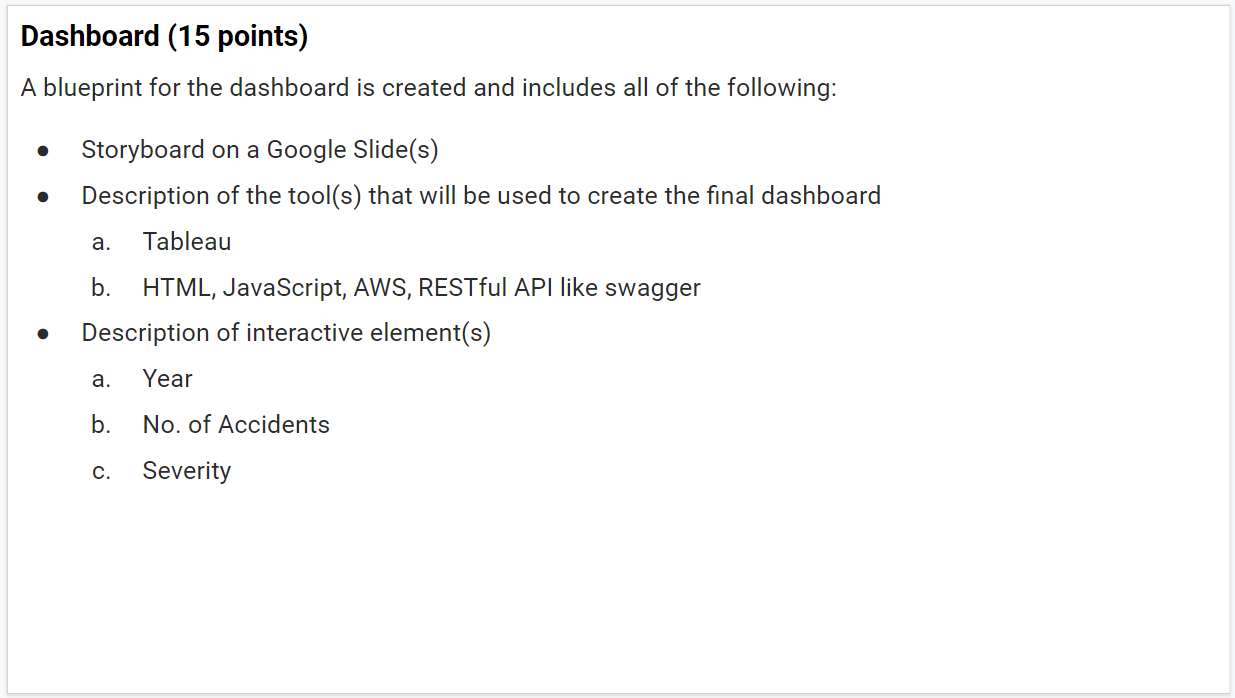 Dashboard (15 points)
A blueprint for the dashboard is created and includes all of the following:
● Storyboard on a Google Slide(s)
● Description of the tool(s) that will be used to create the final dashboard
a. Tableau
b. HTML, JavaScript, AWS, RESTful API like swagger
● Description of interactive element(s)
a. Year
b. No. of Accidents
c. Severity